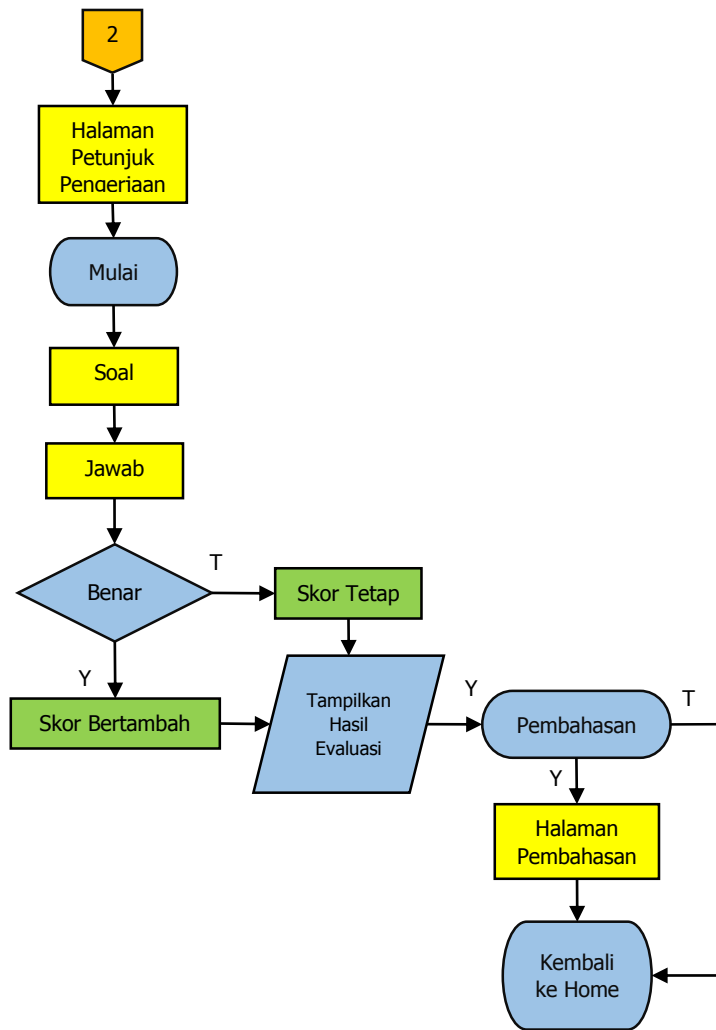 2
Halaman
Petunjuk
Pengerjaan
Mulai
Soal
Jawab
Benar
T
Skor Tetap
Y
Skor Bertambah
Tampilkan
Hasil
Evaluasi
Y
Pembahasan
T
Y
Halaman
Pembahasan
Kembali
ke Home